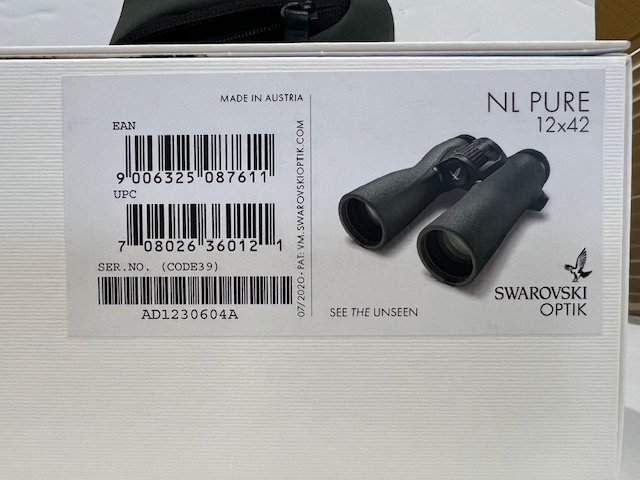 MADE IN AUSTRIA
EAN
9 006325 087611
UPC
7 08026 36012 1
SER.NO. (CODE39)
AD1230604A
07/2020 · PAT: VM.SWAROVSKIOPTIK.COM
NL PURE
12x42
SEE THE UNSEEN
SWAROVSKI
OPTIK